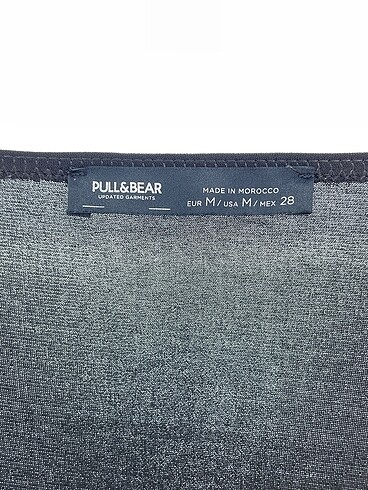 PULL&BEAR
UPDATED GARMENTS
MADE IN MOROCCO
EUR M / USA M / MEX 28